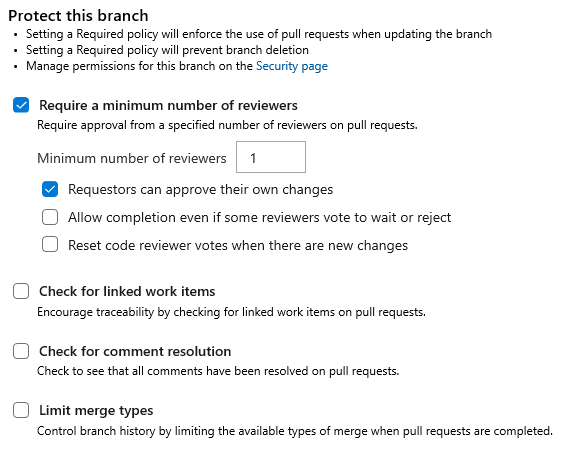 Protect this branch
• Setting a Required policy will enforce the use of pull requests when updating the branch
• Setting a Required policy will prevent branch deletion
• Manage permissions for this branch on the Security page
Require a minimum number of reviewers
Require approval from a specified number of reviewers on pull requests.
Minimum number of reviewers 1
Requestors can approve their own changes
Allow completion even if some reviewers vote to wait or reject
Reset code reviewer votes when there are new changes
Check for linked work items
Encourage traceability by checking for linked work items on pull requests.
Check for comment resolution
Check to see that all comments have been resolved on pull requests.
Limit merge types
Control branch history by limiting the available types of merge when pull requests are completed.